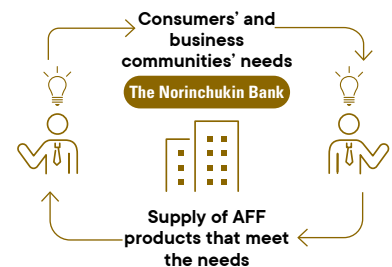 Consumers’ and
business
communities’ needs
The Norinchukin Bank
Supply of AFF
products that meet
the needs